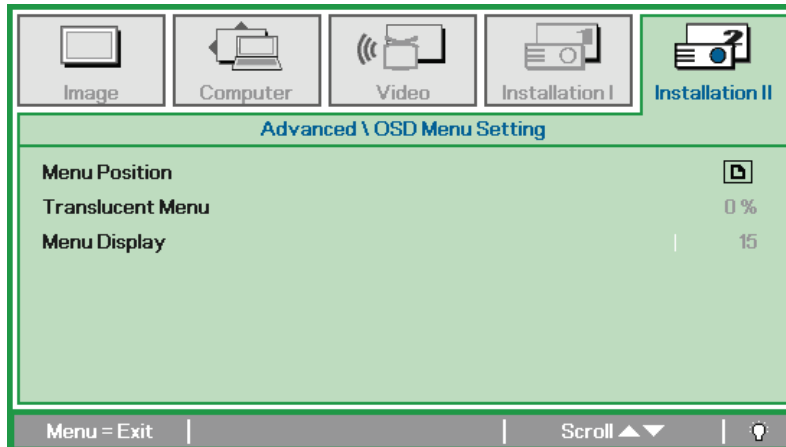 Image Computer Video Installation I Installation II
Advanced \ OSD Menu Setting
Menu Position
Translucent Menu 0 %
Menu Display 15
Menu = Exit Scroll ▲▼